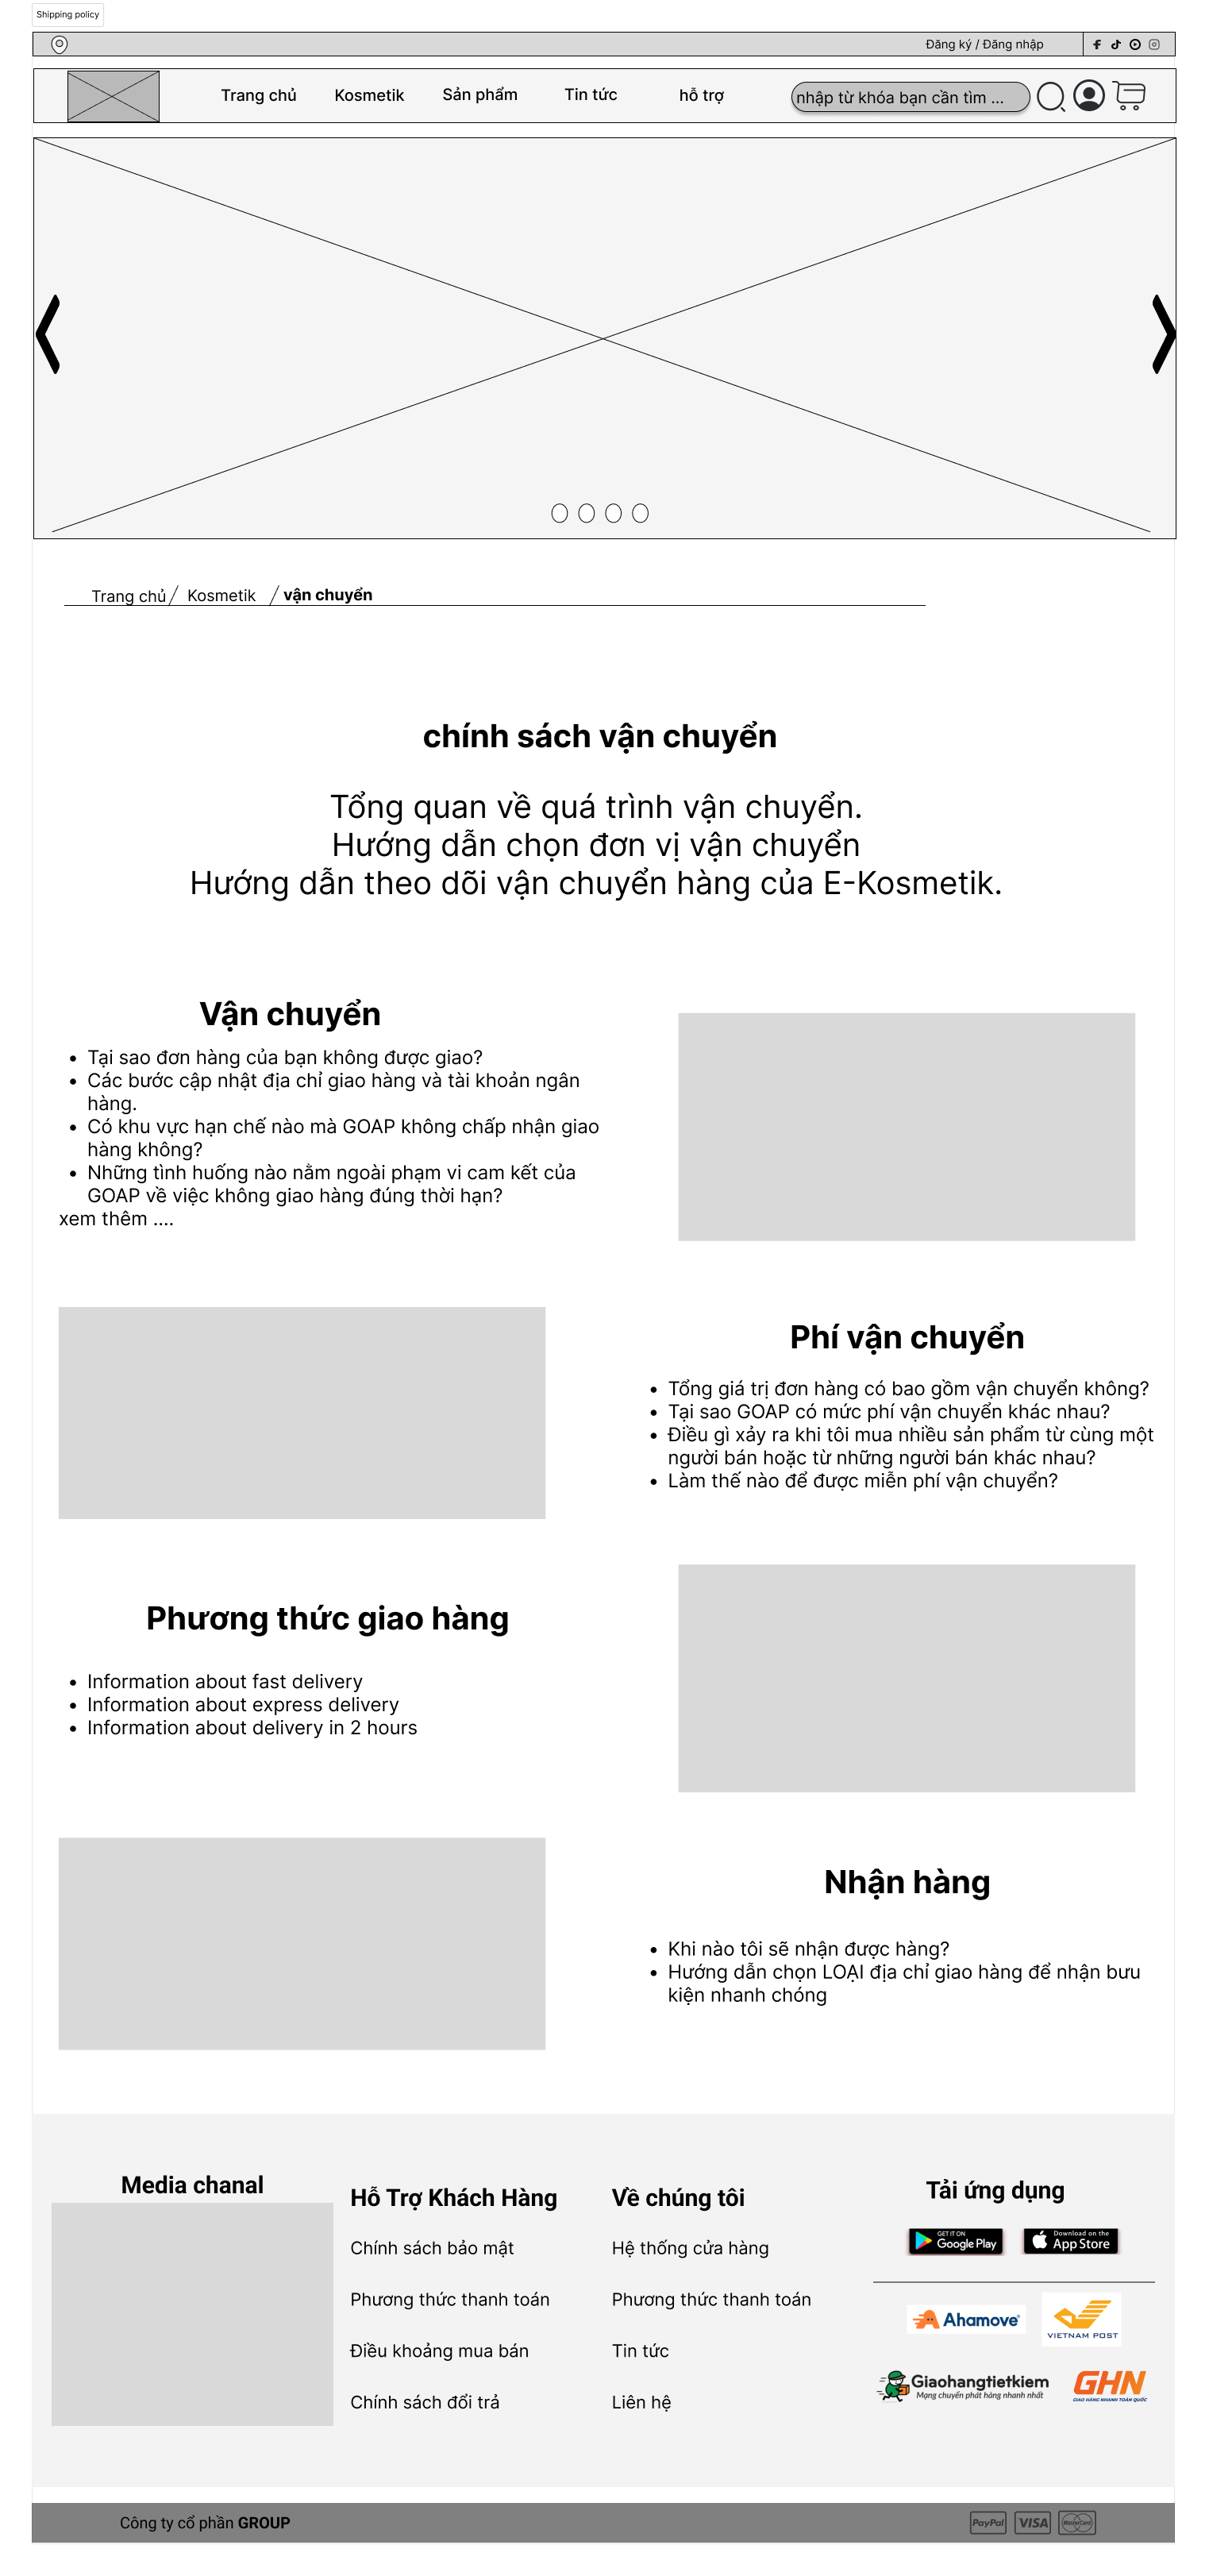 Shipping policy
Đăng ký / Đăng nhập
Trang chủ
Kosmetik
Sản phẩm
Tin tức
hỗ trợ
nhập từ khóa bạn cần tìm ...
Trang chủ / Kosmetik / vận chuyển
chính sách vận chuyển
Tổng quan về quá trình vận chuyển.
Hướng dẫn chọn đơn vị vận chuyển
Hướng dẫn theo dõi vận chuyển hàng của E-Kosmetik.
Vận chuyển
• Tại sao đơn hàng của bạn không được giao?
• Các bước cập nhật địa chỉ giao hàng và tài khoản ngân
hàng.
• Có khu vực hạn chế nào mà GOAP không chấp nhận giao
hàng không?
• Những tình huống nào nằm ngoài phạm vi cam kết của
GOAP về việc không giao hàng đúng thời hạn?
xem thêm ....
Phí vận chuyển
• Tổng giá trị đơn hàng có bao gồm vận chuyển không?
• Tại sao GOAP có mức phí vận chuyển khác nhau?
• Điều gì xảy ra khi tôi mua nhiều sản phẩm từ cùng một
người bán hoặc từ những người bán khác nhau?
• Làm thế nào để được miễn phí vận chuyển?
Phương thức giao hàng
• Information about fast delivery
• Information about express delivery
• Information about delivery in 2 hours
Nhận hàng
• Khi nào tôi sẽ nhận được hàng?
• Hướng dẫn chọn LOẠI địa chỉ giao hàng để nhận bưu
kiện nhanh chóng
Media chanal
Hỗ Trợ Khách Hàng
Chính sách bảo mật
Phương thức thanh toán
Điều khoảng mua bán
Chính sách đổi trả
Về chúng tôi
Hệ thống cửa hàng
Phương thức thanh toán
Tin tức
Liên hệ
Tải ứng dụng
GET IT ON
Google Play
Download on the
App Store
Ahamove
VIETNAM POST
Giaohangtietkiem
Mạng chuyển phát hàng nhanh nhất
GHN
GIAO HÀNG NHANH TOÀN QUỐC
Công ty cổ phần GROUP
PayPal
VISA
MasterCard